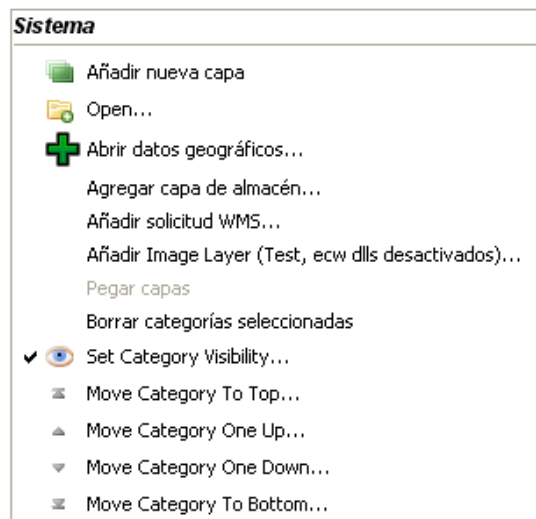 Sistema
Añadir nueva capa
Open...
Abrir datos geográficos...
Agregar capa de almacén...
Añadir solicitud WMS...
Añadir Image Layer (Test, ecw dlls desactivados)...
Pegar capas
Borrar categorías seleccionadas
Set Category Visibility...
Move Category To Top...
Move Category One Up...
Move Category One Down...
Move Category To Bottom...